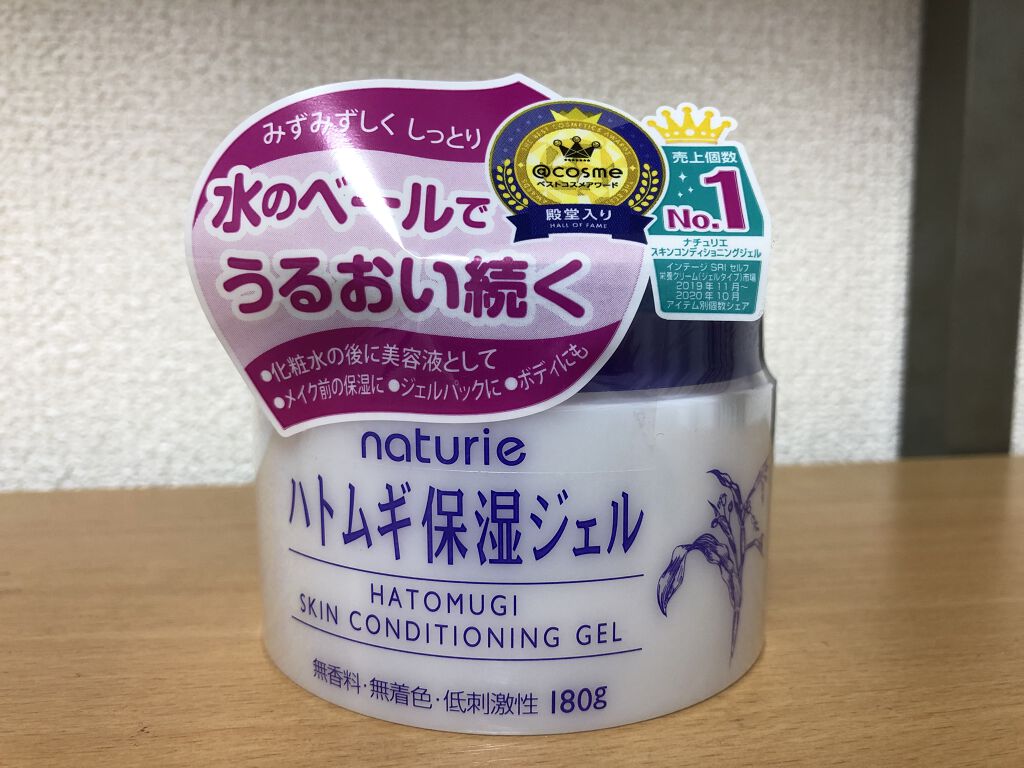 みずみずしく しっとり
水のベールで
うるおい続く
●化粧水の後に美容液として
●メイク前の保湿に ●ジェルパックに ●ボディにも
THE BEST COSMETICS AWARDS
@cosme
ベストコスメアワード
殿堂入り
HALL OF FAME
売上個数
No.1
ナチュリエ
スキンコンディショニングジェル
インテージ SRI セルフ
栄養クリーム(ジェルタイプ)市場
2019年11月~
2020年10月
アイテム別個数シェア
naturie
ハトムギ保湿ジェル
HATOMUGI
SKIN CONDITIONING GEL
無香料・無着色・低刺激性 180g